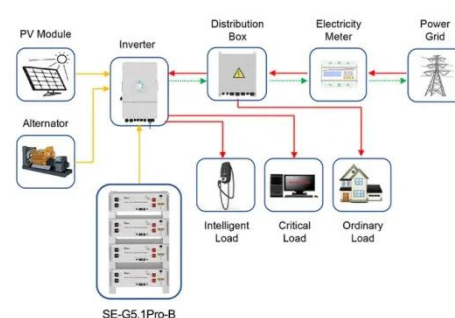 PV Module
Inverter
Distribution
Box
Electricity
Meter
Power
Grid
Alternator
Intelligent
Load
Critical
Load
Ordinary
Load
SE-G5.1Pro-B